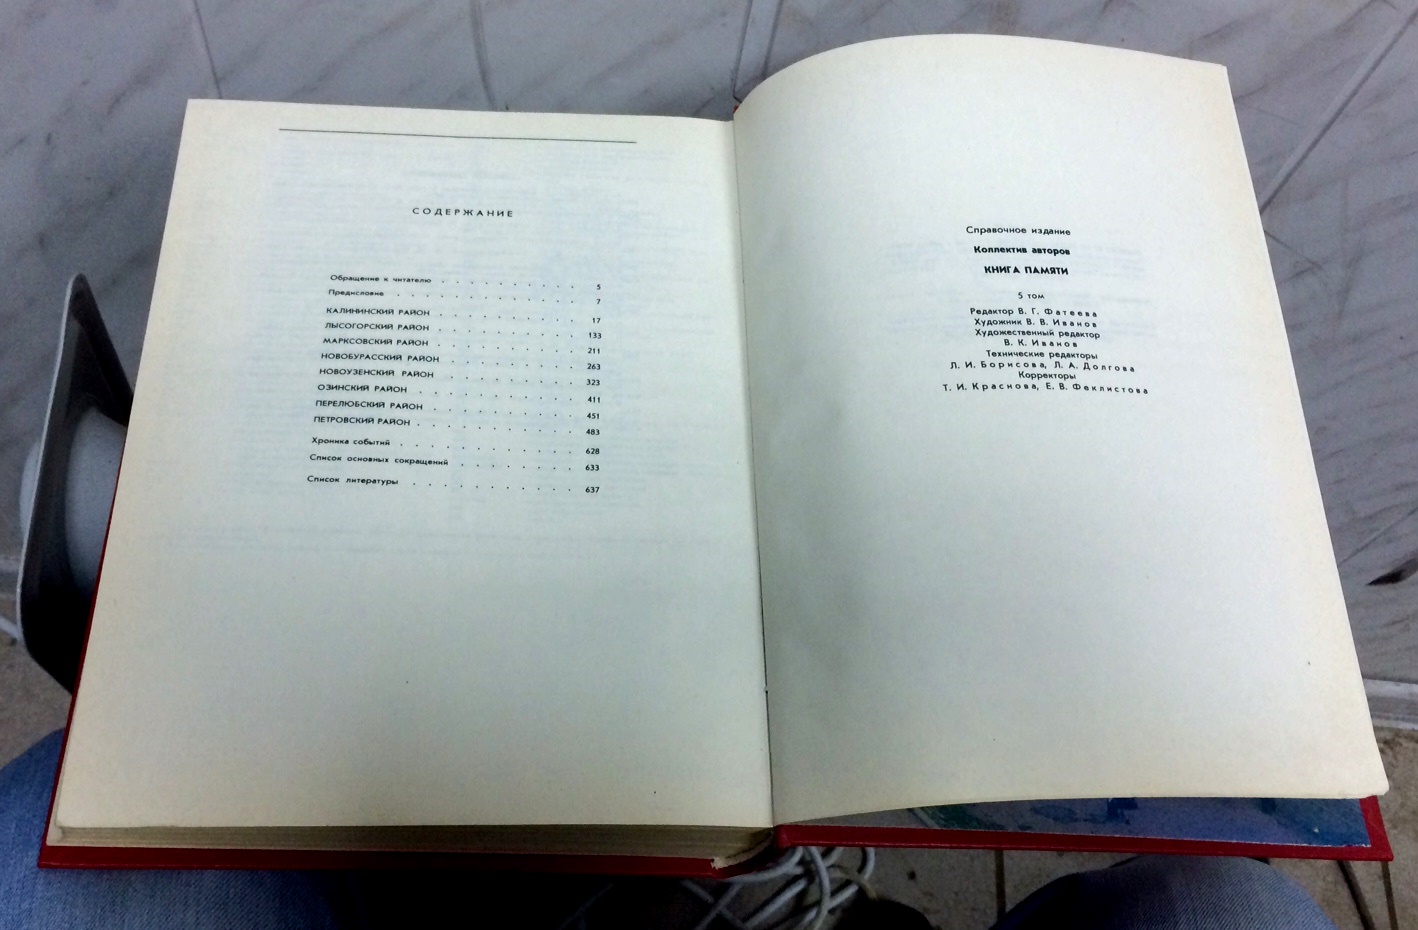 СОДЕРЖАНИЕ
Обращение к читателю . . . . . . . . . 5
Предисловие . . . . . . . . . . . 7
КАЛИНИНСКИЙ РАЙОН . . . . . . . . . 17
ЛЫСОГОРСКИЙ РАЙОН . . . . . . . . . 133
МАРКСОВСКИЙ РАЙОН . . . . . . . . . 211
НОВОБУРАССКИЙ РАЙОН . . . . . . . . 263
НОВОУЗЕНСКИЙ РАЙОН . . . . . . . . 323
ОЗИНСКИЙ РАЙОН . . . . . . . . . . 411
ПЕРЕЛЮБСКИЙ РАЙОН . . . . . . . . . 451
ПЕТРОВСКИЙ РАЙОН . . . . . . . . . . 483
Хроника событий . . . . . . . . . . 628
Список основных сокращений . . . . . . . . 633
Список литературы . . . . . . . . . . 637
Справочное издание
Коллектив авторов
КНИГА ПАМЯТИ
5 том
Редактор В. Г. Фатеева
Художник В. В. Иванов
Художественный редактор
В. К. Иванов
Технические редакторы
Л. И. Борисова, Л. А. Долгова
Корректоры
Т. И. Краснова, Е. В. Феклистова